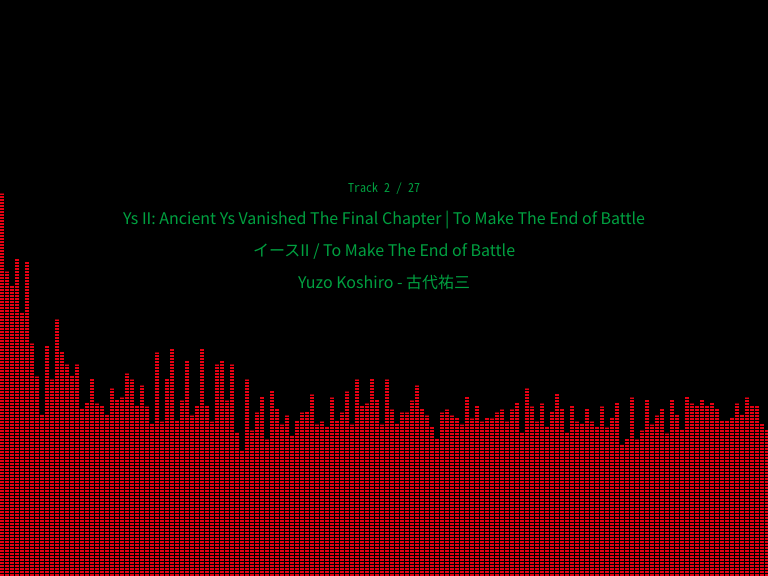 Track 2 / 27
Ys II: Ancient Ys Vanished The Final Chapter | To Make The End of Battle
イースII / To Make The End of Battle
Yuzo Koshiro - 古代祐三